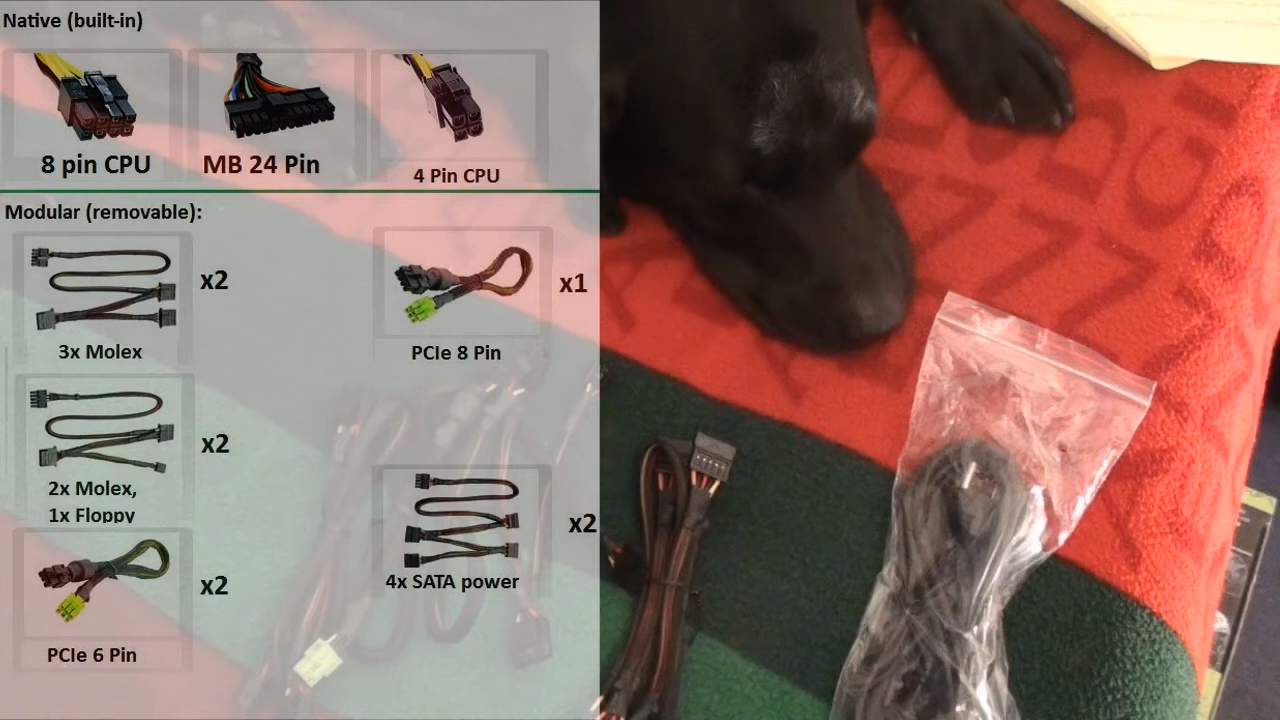 Native (built-in)
8 pin CPU
MB 24 Pin
4 Pin CPU
Modular (removable):
x2
3x Molex
x1
PCIe 8 Pin
x2
2x Molex,
1x Floppy
x2
4x SATA power
x2
PCIe 6 Pin